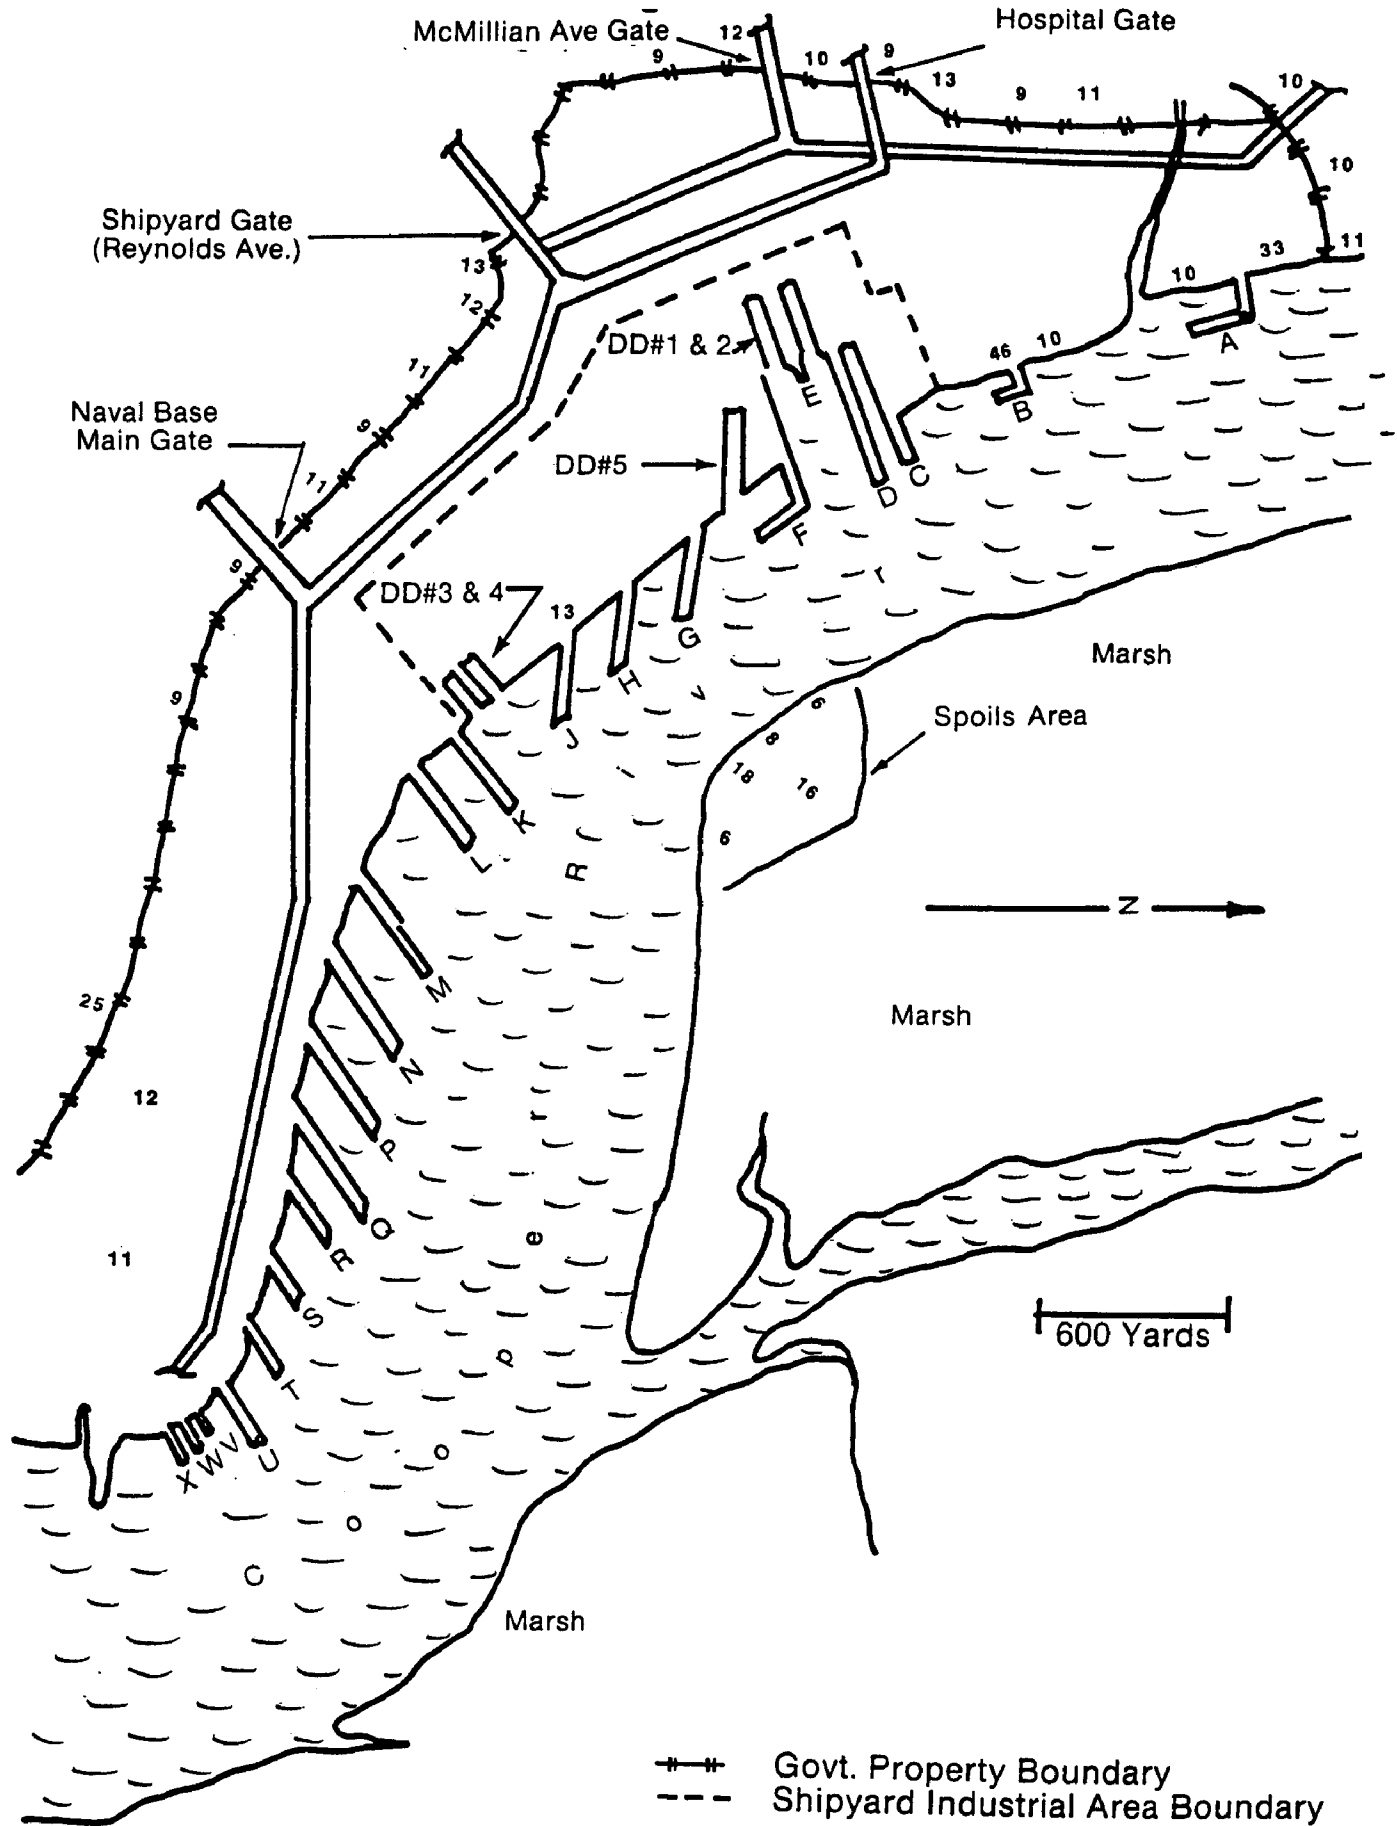 McMillian Ave Gate
12
Hospital Gate
9
10
9
13
9
11
10
10
Shipyard Gate
(Reynolds Ave.)
13
12
11
33
11
10
DD#1 & 2
46
10
A
E
B
Naval Base
Main Gate
9
11
DD#5
C
D
F
9
DD#3 & 4
13
G
H
J
Marsh
9
6
Spoils Area
8
18
16
6
K
L
Cooper River
N
M
25
Marsh
N
12
P
Q
11
R
S
600 Yards
T
U
V
W
X
Marsh
Govt. Property Boundary
Shipyard Industrial Area Boundary